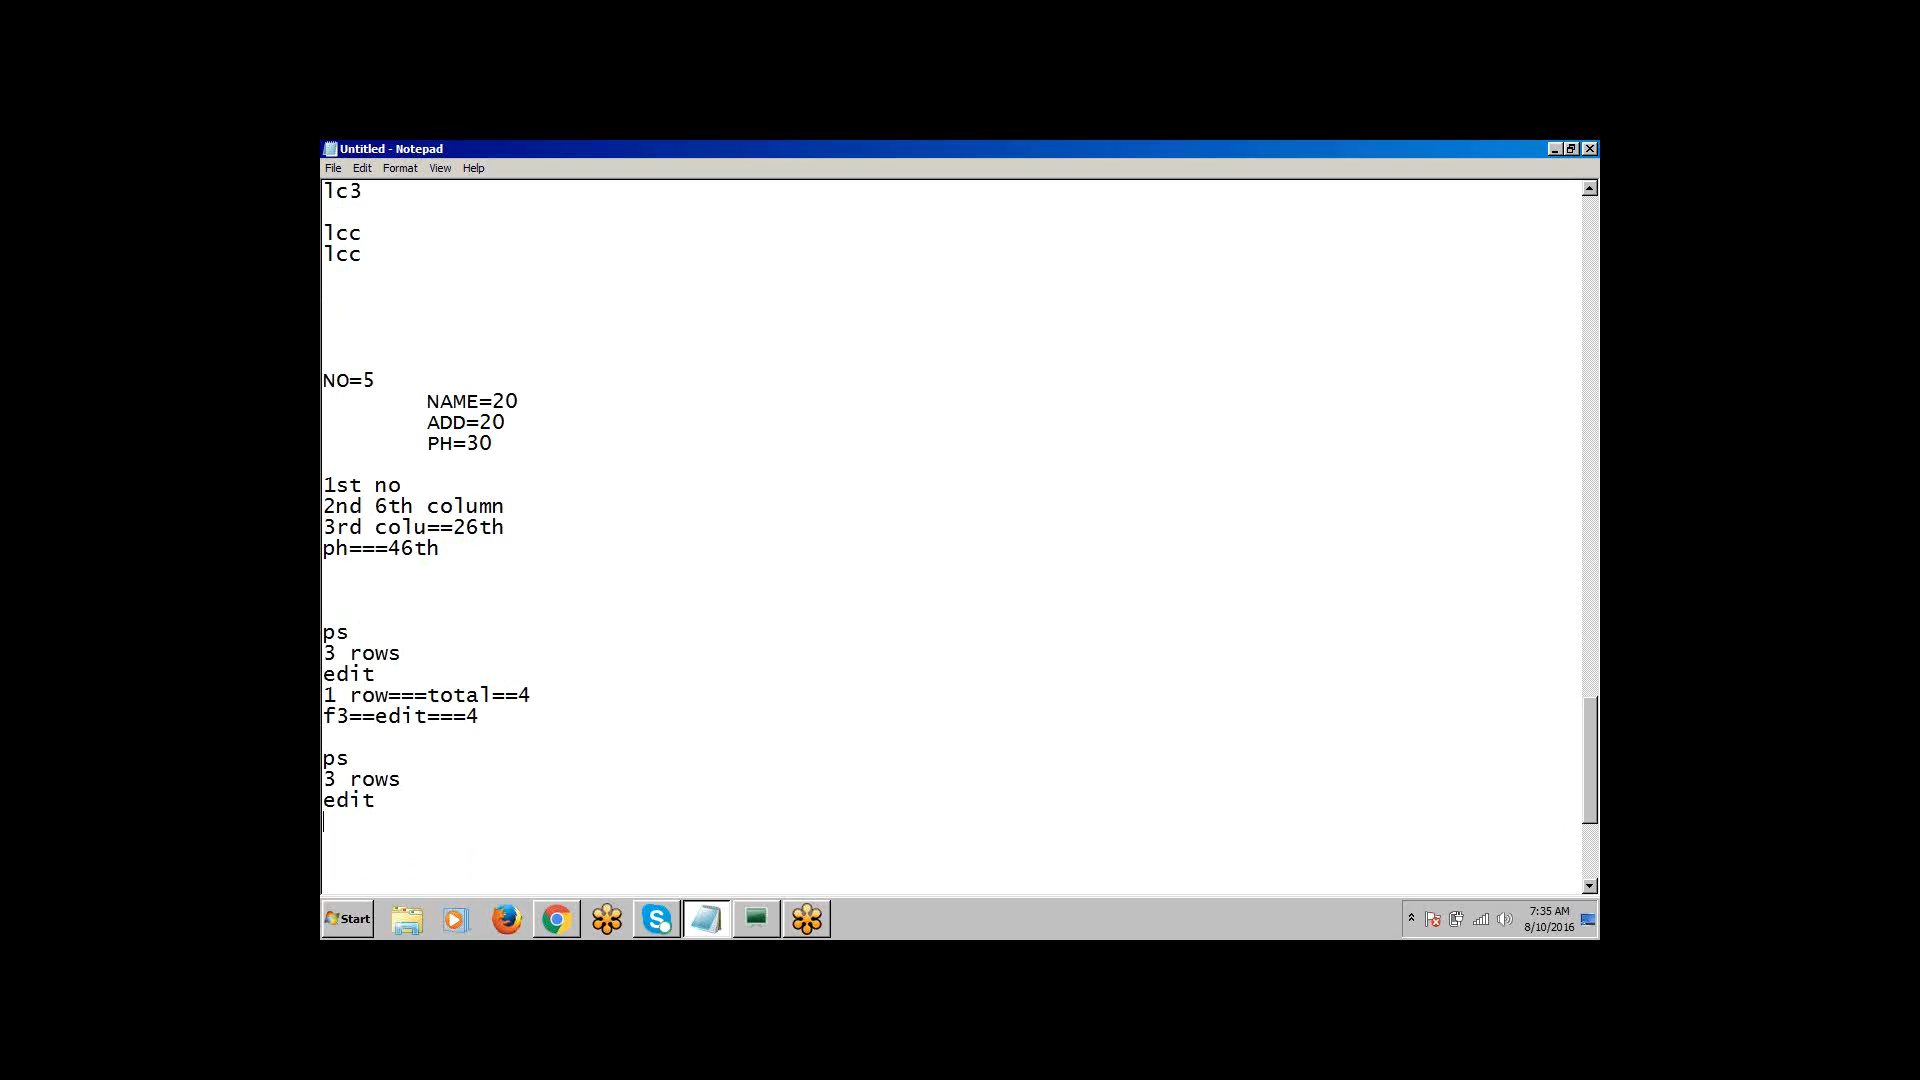 Untitled - Notepad
File Edit Format View Help
lc3
lcc
lcc
NO=5
NAME=20
ADD=20
PH=30
1st no
2nd 6th column
3rd colu==26th
ph===46th
ps
3 rows
edit
1 row===total==4
f3==edit===4
ps
3 rows
edit
Start
7:35 AM
8/10/2016